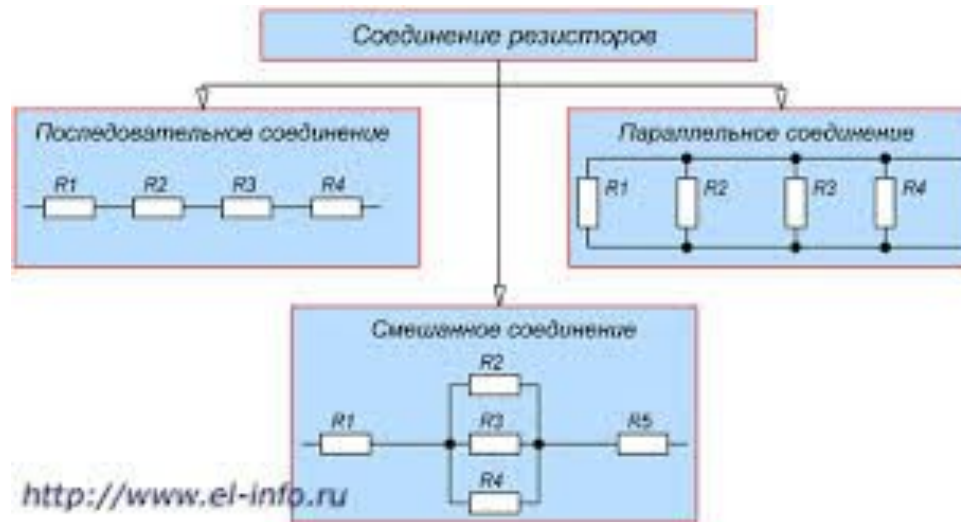 Соединение резисторов
Последовательное соединение
R1 R2 R3 R4
Параллельное соединение
R1 R2 R3 R4
Смешанное соединение
R2
R1 R3 R5
R4
http://www.el-info.ru